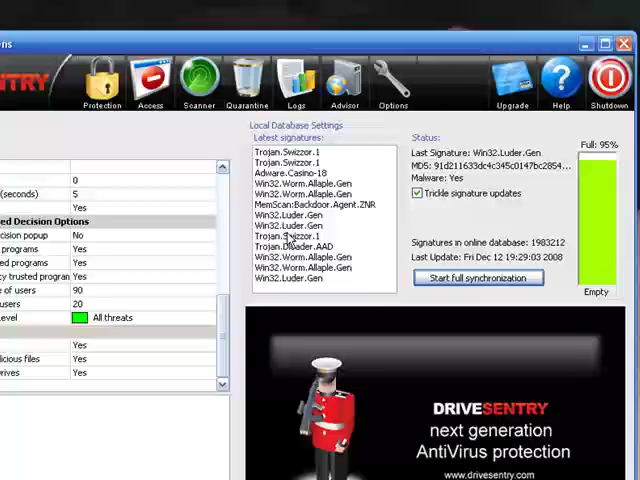 ns
NTRY
Protection
Access
Scanner
Quarantine
Logs
Advisor
Options
Upgrade
Help
Shutdown
0
(seconds) 5
Yes
ed Decision Options
cision popup No
programs Yes
ed programs Yes
ty trusted program Yes
e of users 90
users 20
Level All threats
Yes
licious files Yes
rives Yes
Local Database Settings
Latest signatures:
Trojan.Swizzor.1
Trojan.Swizzor.1
Adware.Casino-18
Win32.Worm.Allaple.Gen
Win32.Worm.Allaple.Gen
MemScan:Backdoor.Agent.ZNR
Win32.Luder.Gen
Win32.Luder.Gen
Trojan.Swizzor.1
Win32.Worm.Allaple.Gen
Win32.Worm.Allaple.Gen
Win32.Luder.Gen
Status:
Last Signature: Win32.Luder.Gen
MD5: 91d211633dc4c345c0147bc2854...
Malware: Yes
Trickle signature updates
Signatures in online database: 1983212
Last Update: Fri Dec 12 19:29:03 2008
Start full synchronization
Full: 95%
Empty
DRIVESENTRY
next generation
AntiVirus protection
www.drivesentry.com